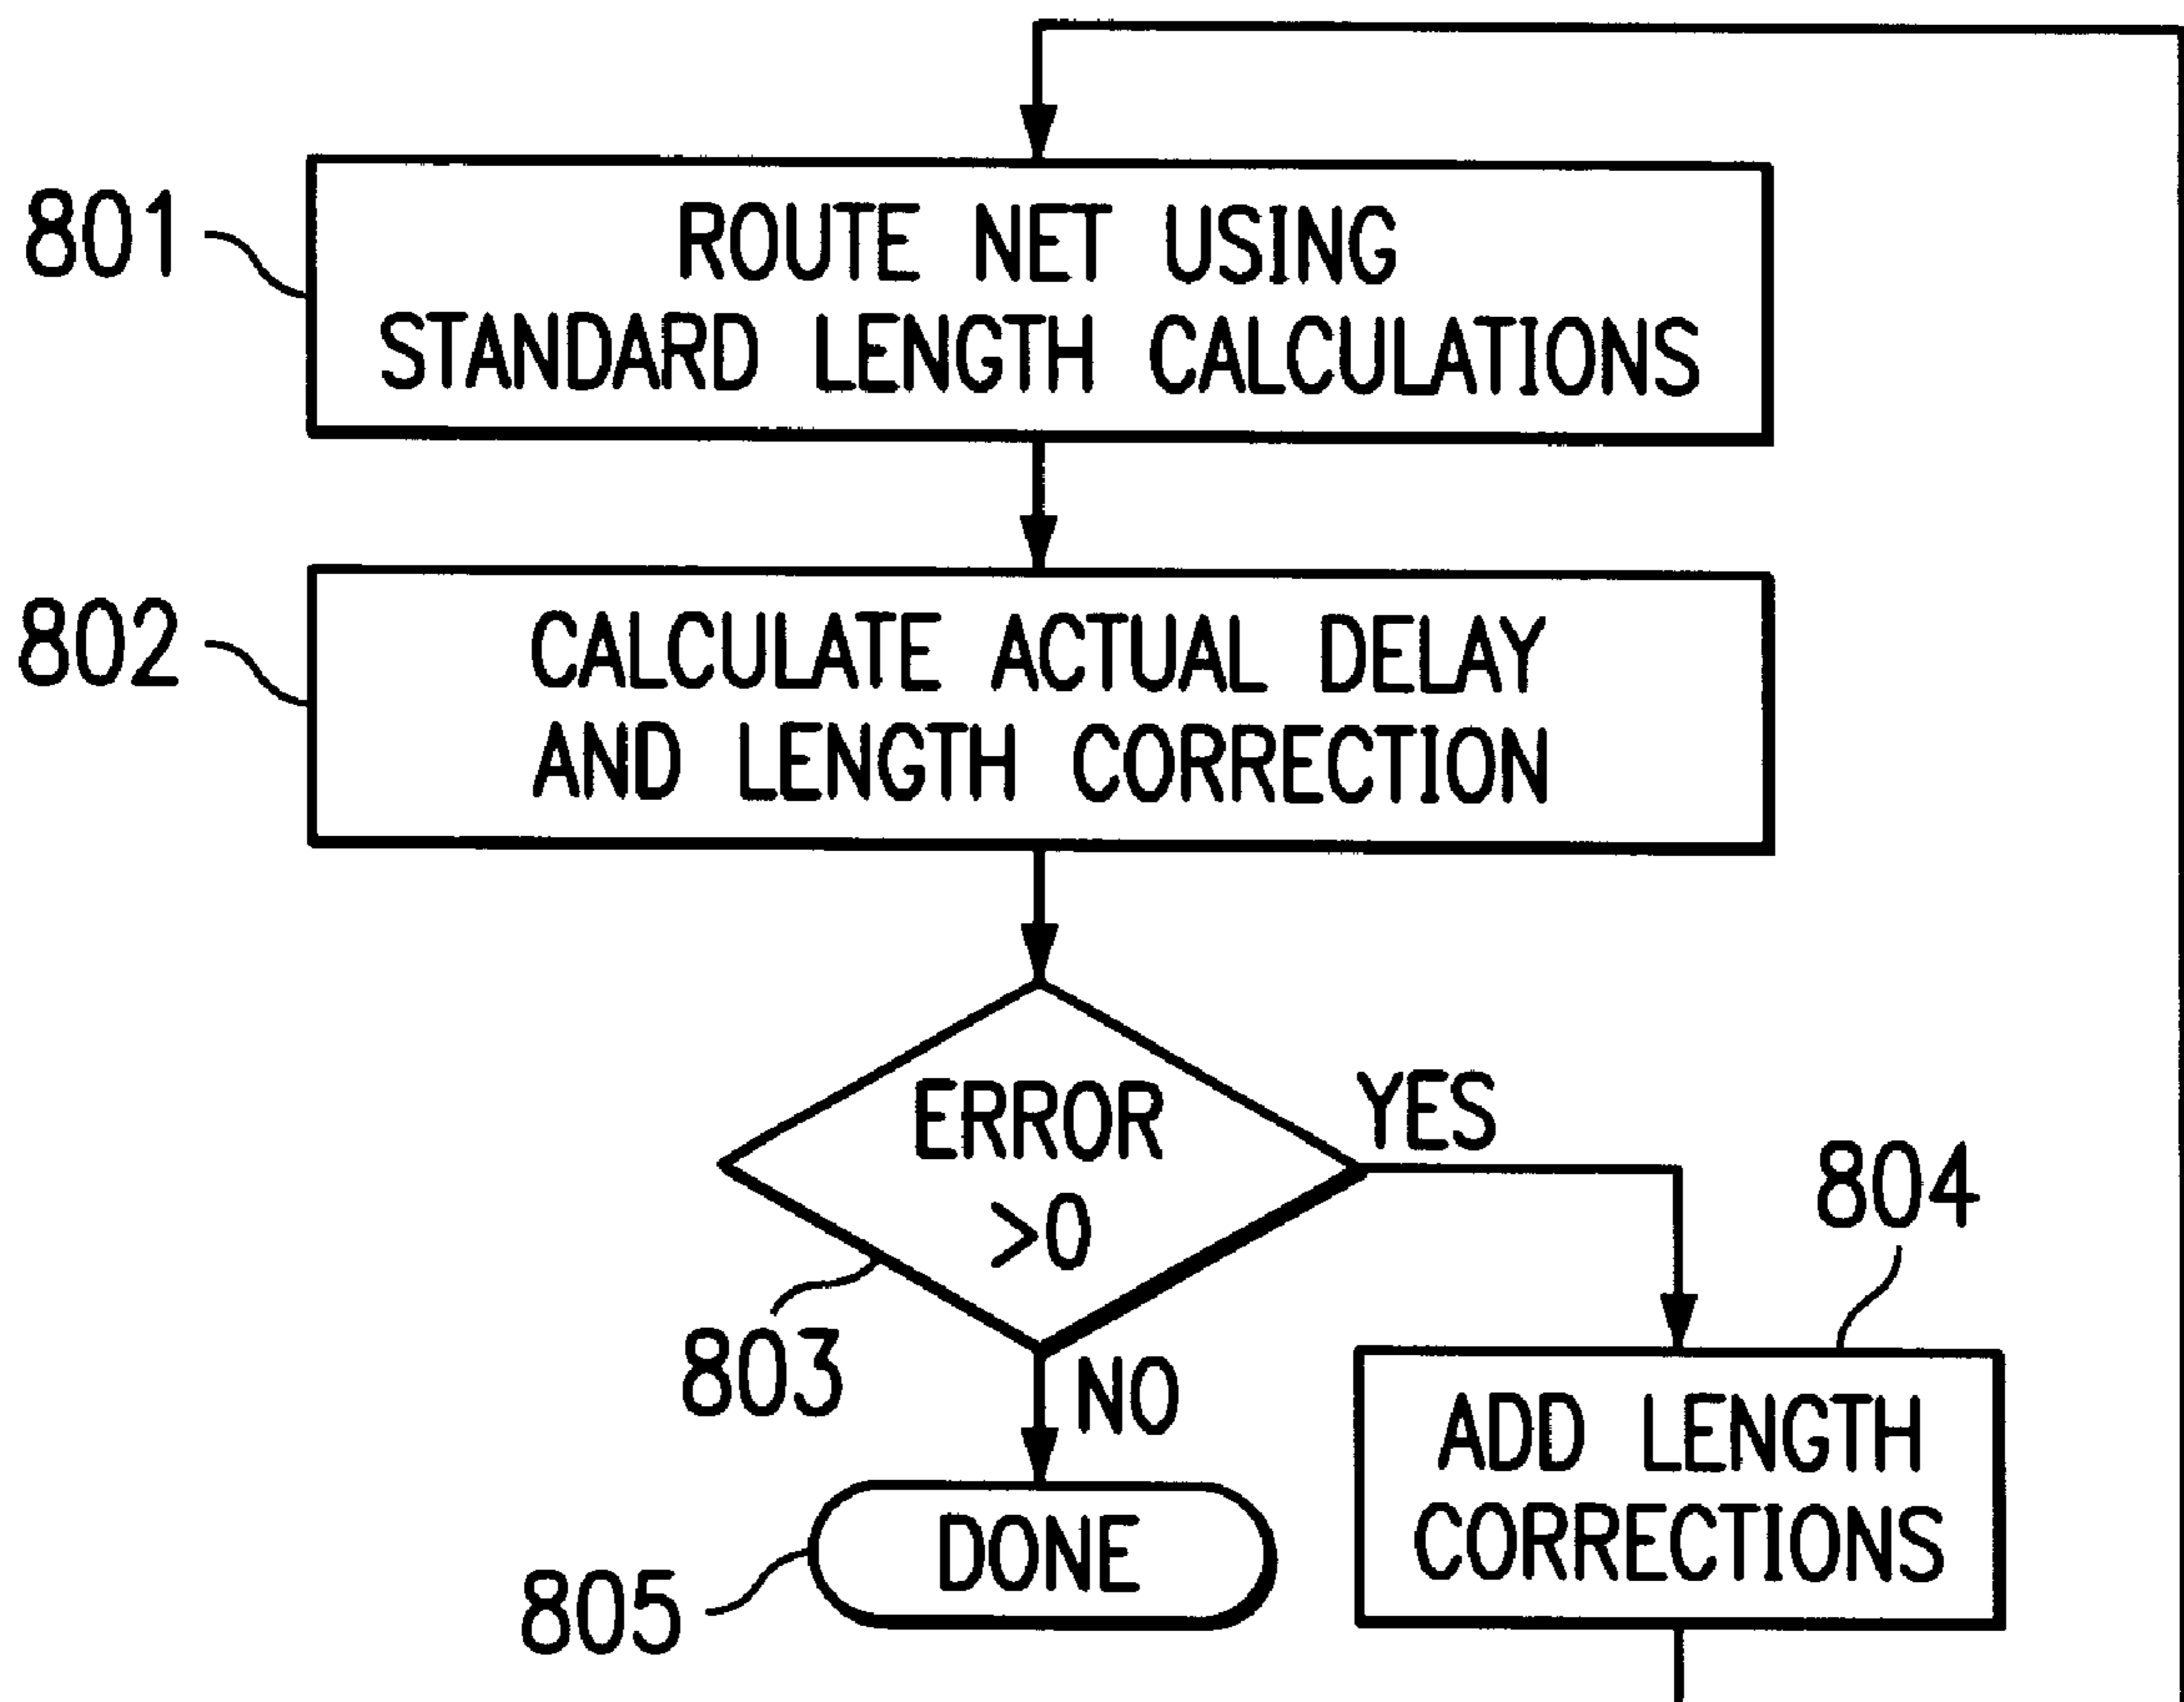 801
ROUTE NET USING
STANDARD LENGTH CALCULATIONS
802
CALCULATE ACTUAL DELAY
AND LENGTH CORRECTION
ERROR
>0
YES
803
NO
804
ADD LENGTH
CORRECTIONS
805
DONE